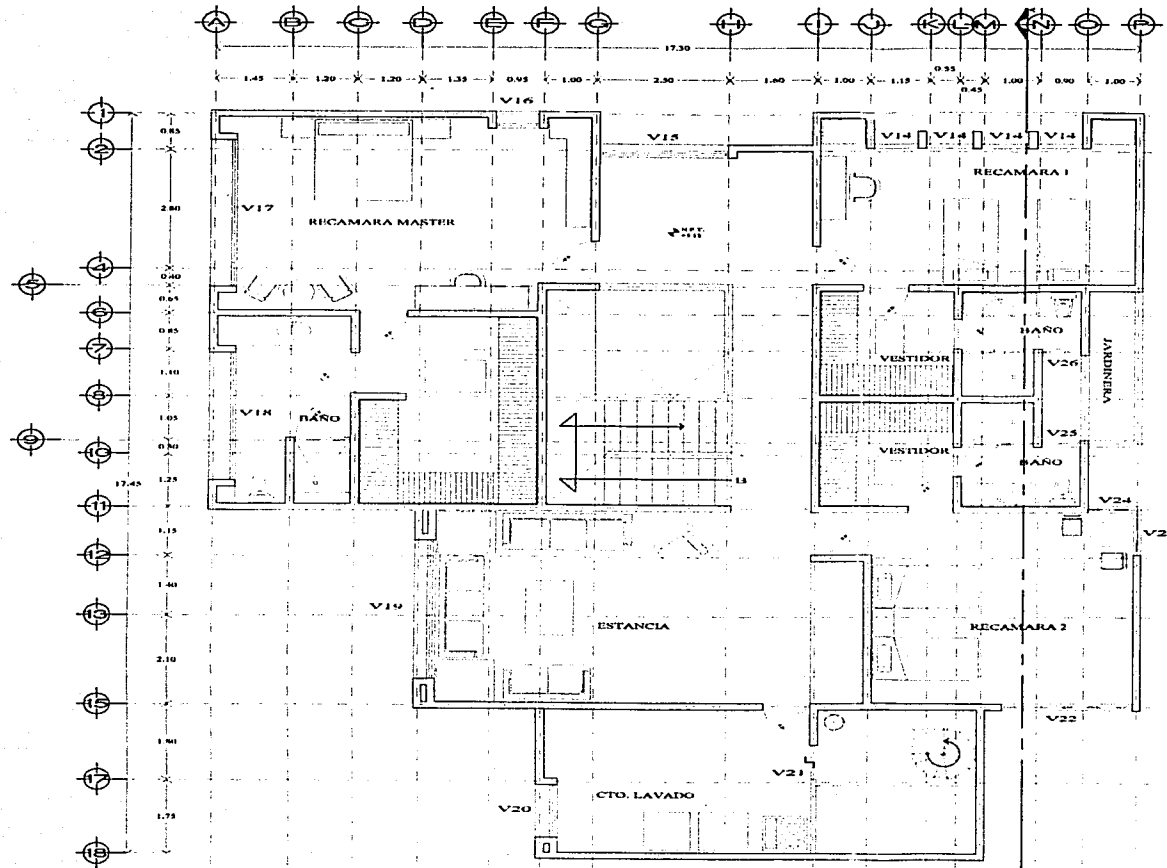 A B C D E F G H I J K L M N O P
17.30
1.45 1.20 1.20 1.35 0.95 1.00 2.50 1.60 1.00 1.15 0.55 0.45 1.00 0.90 1.00
1
2
4
5
6
7
8
9
10
11
12
13
15
17
18
17.45
0.85
2.80
0.40
0.65
0.85
1.10
1.05
1.25
1.15
1.40
2.10
1.75
V16
V15
V14 V14 V14 V14
RECAMARA 1
V17
RECAMARA MASTER
N.P.T.
BAÑO
VESTIDOR
V26
JARDINERA
V18
BAÑO
V25
VESTIDOR
BAÑO
V24
V2
V19
ESTANCIA
RECAMARA 2
V22
V21
V20
CTO. LAVADO